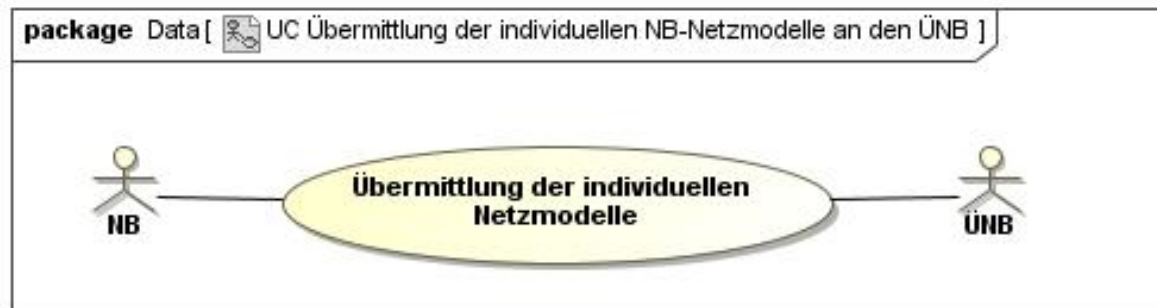 package Data [ UC Übermittlung der individuellen NB-Netzmodelle an den ÜNB ]
Übermittlung der individuellen
Netzmodelle
NB
ÜNB